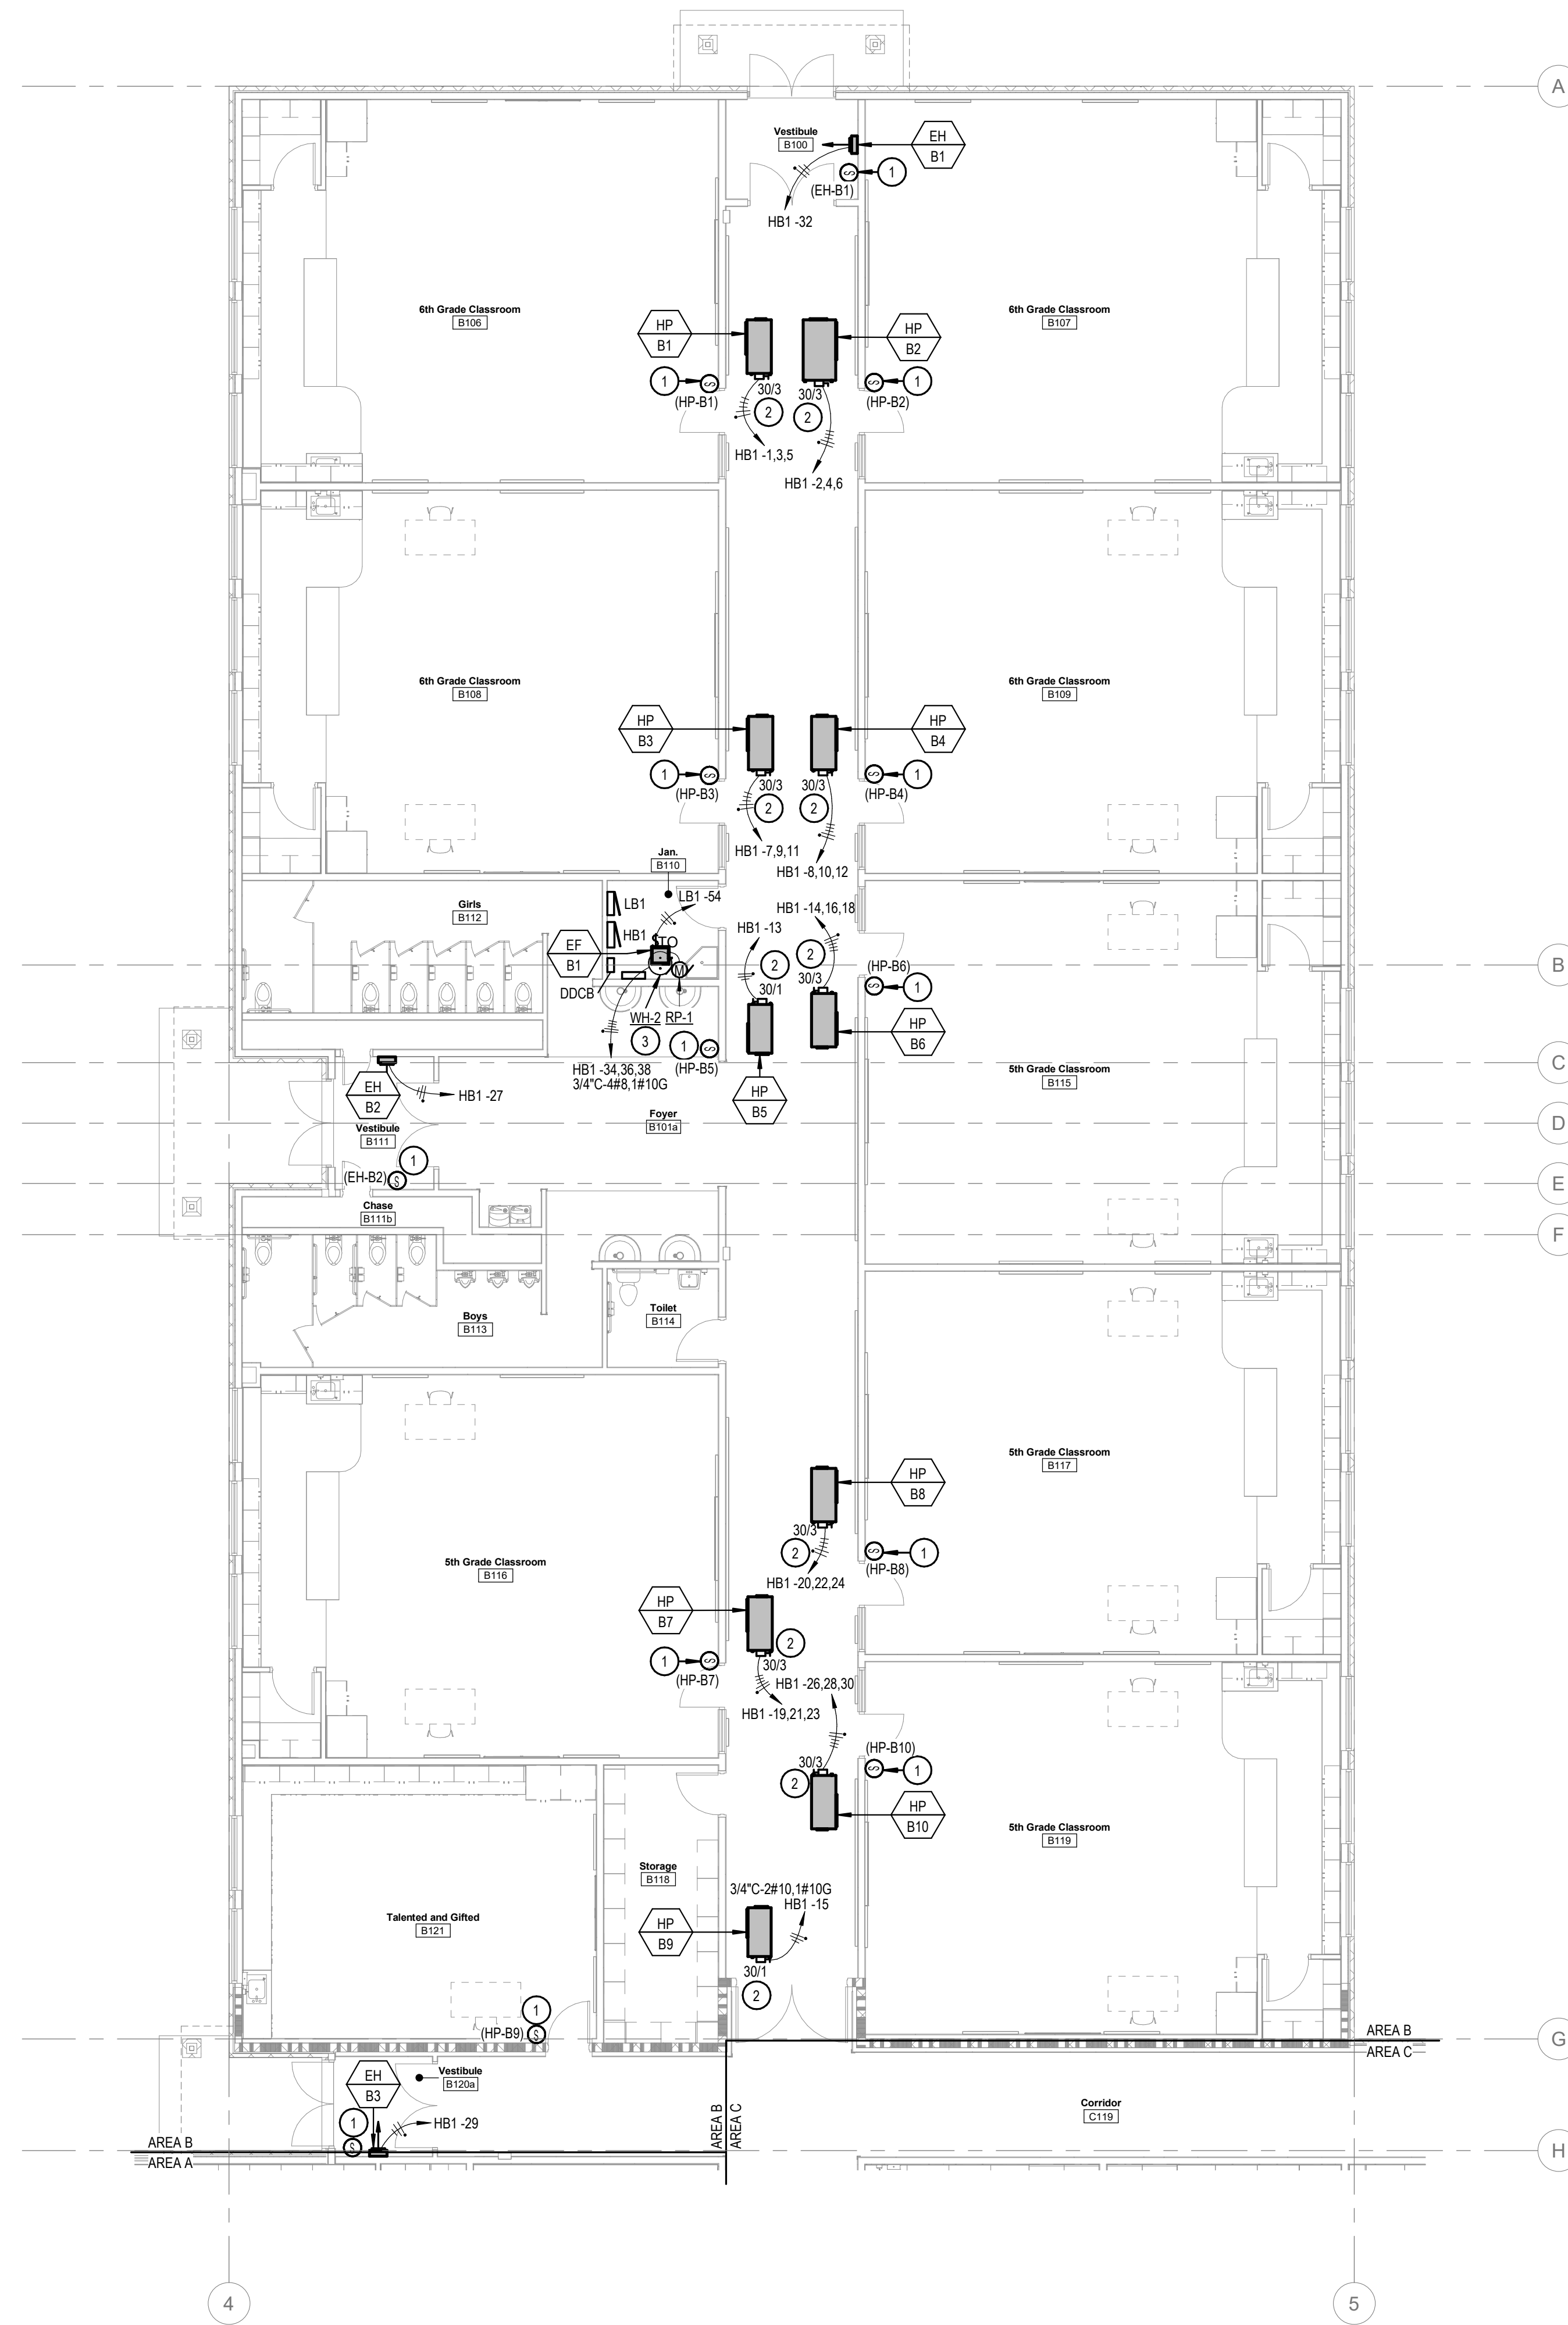 A
Vestibule
B100
EH
B1
1
(EH-B1)
HB1 -32
6th Grade Classroom
B106
6th Grade Classroom
B107
HP
B1
HP
B2
1
S
(HP-B1)
30/3
2
30/3
2
S
1
(HP-B2)
HB1 -1,3,5
HB1 -2,4,6
6th Grade Classroom
B108
6th Grade Classroom
B109
HP
B3
HP
B4
1
S
(HP-B3)
30/3
2
30/3
2
S
1
(HP-B4)
HB1 -7,9,11
HB1 -8,10,12
Jan.
B110
LB1
LB1 -54
Girls
B112
HB1
TO
EF
B1
M
DDCB
WH-2
RP-1
3
1
S
(HP-B5)
HB1 -34,36,38
3/4"C-4#8,1#10G
HB1 -13
HB1 -14,16,18
2
30/1
2
30/3
(HP-B6)
S
1
B
HP
B6
HP
B5
C
5th Grade Classroom
B115
EH
B2
HB1 -27
Foyer
B101a
D
Vestibule
B111
1
(EH-B2)
S
E
Chase
B111b
F
Boys
B113
Toilet
B114
5th Grade Classroom
B117
HP
B8
30/3
2
S
1
(HP-B8)
HB1 -20,22,24
5th Grade Classroom
B116
HP
B7
2
30/3
1
S
(HP-B7)
HB1 -26,28,30
HB1 -19,21,23
(HP-B10)
S
1
30/3
2
HP
B10
5th Grade Classroom
B119
Storage
B118
3/4"C-2#10,1#10G
HB1 -15
Talented and Gifted
B121
HP
B9
30/1
2
1
(HP-B9)
S
AREA B
AREA C
G
Vestibule
B120a
EH
B3
1
S
HB1 -29
AREA B
AREA C
Corridor
C119
AREA B
AREA A
H
4
5